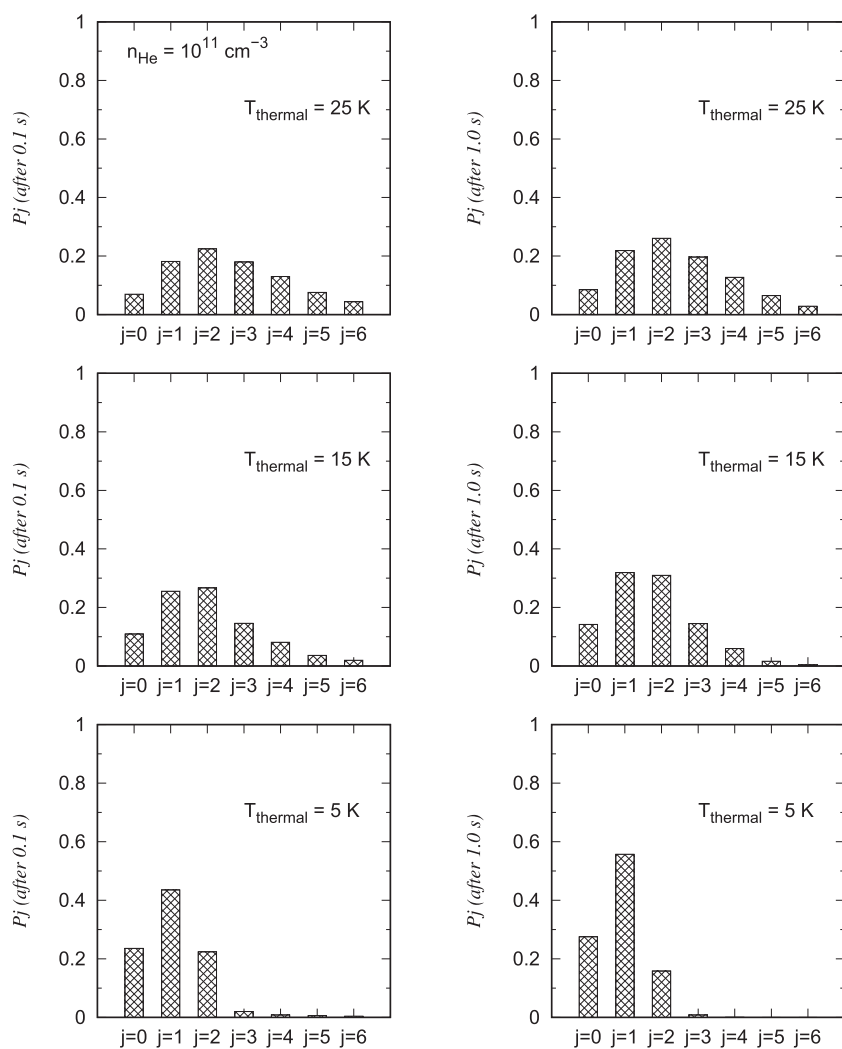 1
0.8
0.6
0.4
0.2
0
Pj (after 0.1 s)
n_He = 10^11 cm^−3
T_thermal = 25 K
j=0 j=1 j=2 j=3 j=4 j=5 j=6
1
0.8
0.6
0.4
0.2
0
Pj (after 1.0 s)
T_thermal = 25 K
j=0 j=1 j=2 j=3 j=4 j=5 j=6
1
0.8
0.6
0.4
0.2
0
Pj (after 0.1 s)
T_thermal = 15 K
j=0 j=1 j=2 j=3 j=4 j=5 j=6
1
0.8
0.6
0.4
0.2
0
Pj (after 1.0 s)
T_thermal = 15 K
j=0 j=1 j=2 j=3 j=4 j=5 j=6
1
0.8
0.6
0.4
0.2
0
Pj (after 0.1 s)
T_thermal = 5 K
j=0 j=1 j=2 j=3 j=4 j=5 j=6
1
0.8
0.6
0.4
0.2
0
Pj (after 1.0 s)
T_thermal = 5 K
j=0 j=1 j=2 j=3 j=4 j=5 j=6